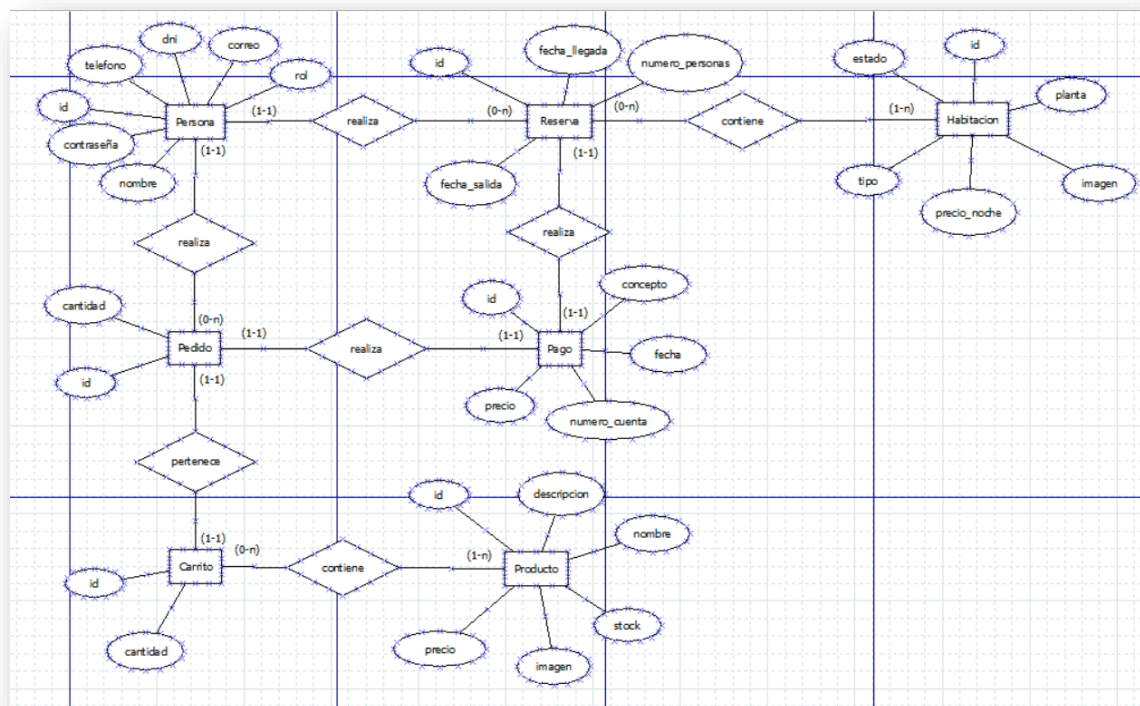 dni
correo
telefono
rol
id
contraseña
nombre
Persona
(1-1)
(1-1)
realiza
id
fecha_llegada
numero_personas
(0-n)
Reserva
(0-n)
(1-1)
fecha_salida
contiene
estado
id
planta
(1-n)
Habitacion
tipo
precio_noche
imagen
realiza
realiza
cantidad
(0-n)
Pedido
(1-1)
id
(1-1)
realiza
id
concepto
(1-1)
(1-1)
Pago
fecha
precio
numero_cuenta
pertenece
(1-1)
Carrito
(0-n)
id
cantidad
contiene
id
descripcion
nombre
(1-n)
Producto
stock
precio
imagen